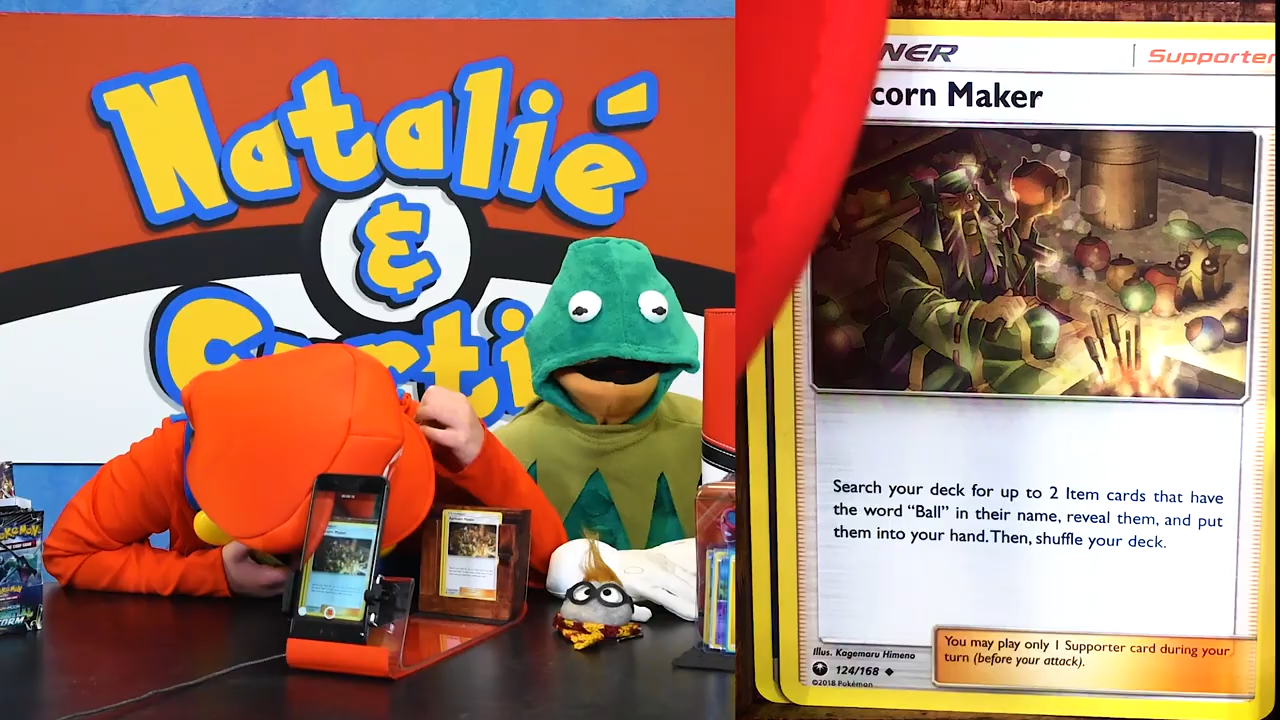 Natalié
&
NER
Supporter
corn Maker
Search your deck for up to 2 Item cards that have
the word "Ball" in their name, reveal them, and put
them into your hand. Then, shuffle your deck.
You may play only 1 Supporter card during your
turn (before your attack).
Illus. Kagemaru Himeno
124/168
©2018 Pokémon